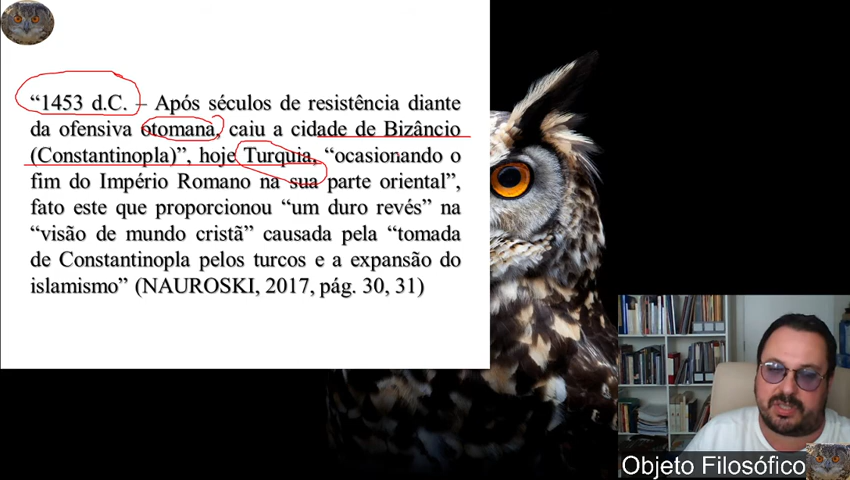 “1453 d.C. – Após séculos de resistência diante
da ofensiva otomana, caiu a cidade de Bizâncio
(Constantinopla)”, hoje Turquia, “ocasionando o
fim do Império Romano na sua parte oriental”,
fato este que proporcionou “um duro revés” na
“visão de mundo cristã” causada pela “tomada
de Constantinopla pelos turcos e a expansão do
islamismo” (NAUROSKI, 2017, pág. 30, 31)
Objeto Filosófico